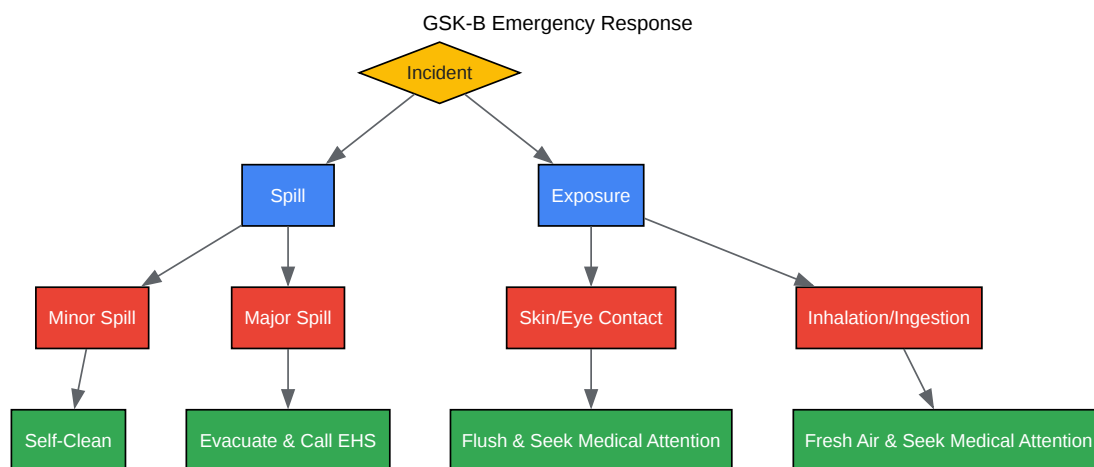 GSK-B Emergency Response
Incident
Spill
Exposure
Minor Spill
Major Spill
Skin/Eye Contact
Inhalation/Ingestion
Self-Clean
Evacuate & Call EHS
Flush & Seek Medical Attention
Fresh Air & Seek Medical Attention